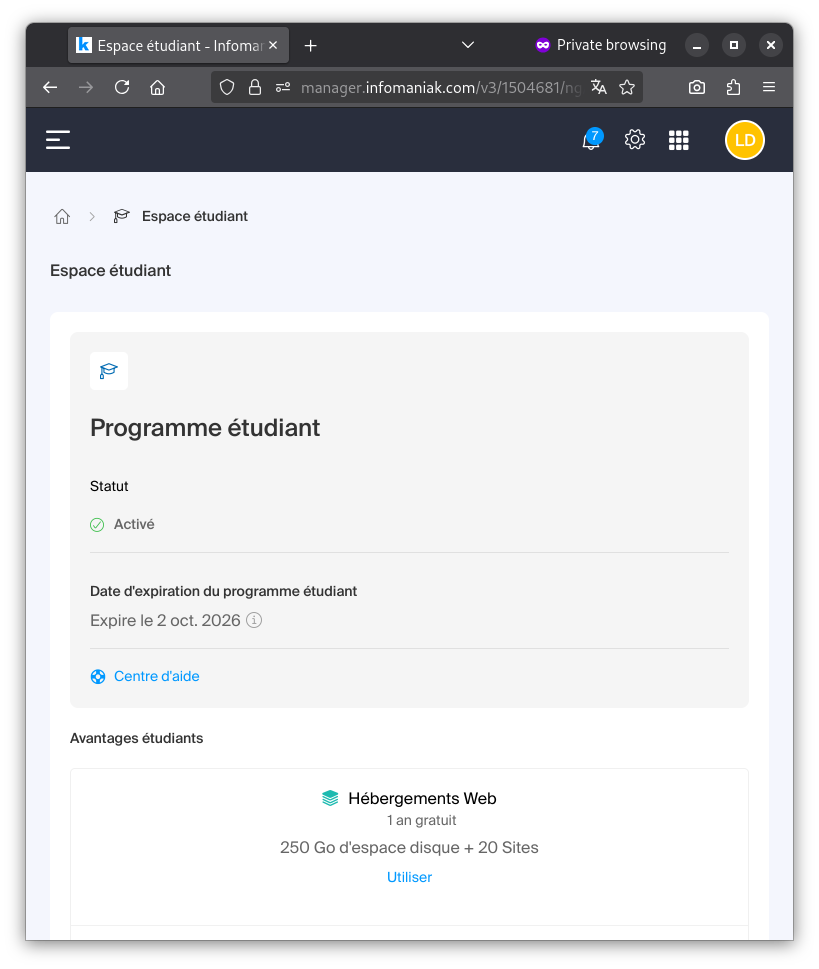 Espace étudiant - Infomar
Private browsing
manager.infomaniak.com/v3/1504681/ng
7
LD
Espace étudiant
Espace étudiant
Programme étudiant
Statut
Activé
Date d'expiration du programme étudiant
Expire le 2 oct. 2026
Centre d'aide
Avantages étudiants
Hébergements Web
1 an gratuit
250 Go d'espace disque + 20 Sites
Utiliser